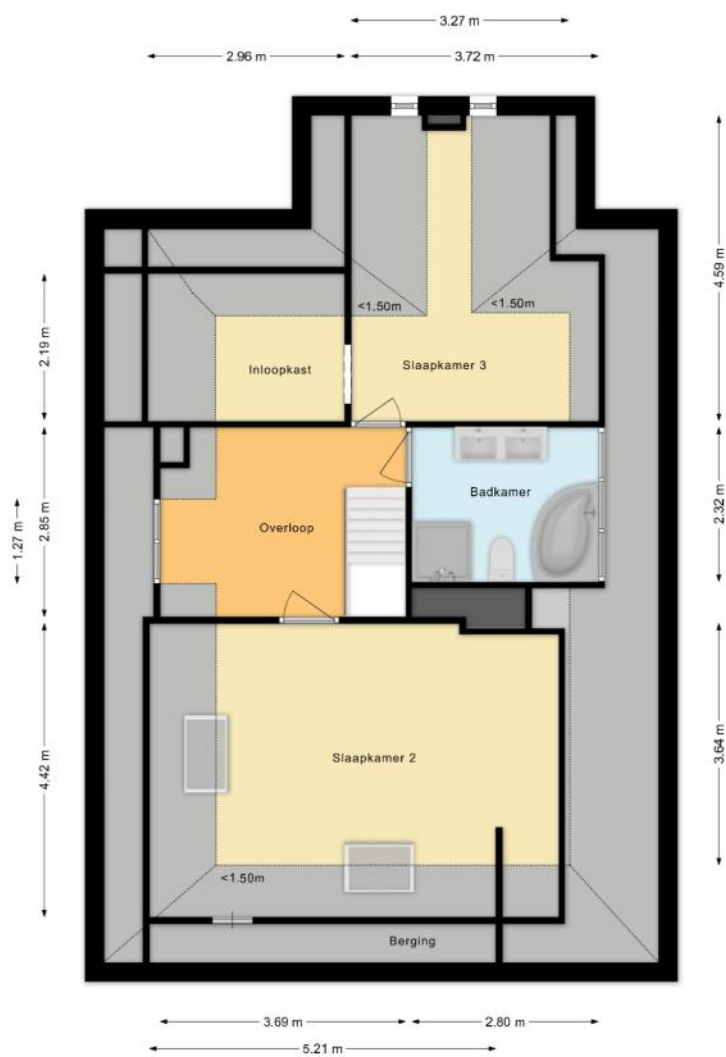 3.27 m
2.96 m
3.72 m
4.59 m
<1.50m
<1.50m
2.19 m
Inloopkast
Slaapkamer 3
2.32 m
Badkamer
2.85 m
1.27 m
Overloop
3.64 m
4.42 m
Slaapkamer 2
<1.50m
Berging
3.69 m
2.80 m
5.21 m